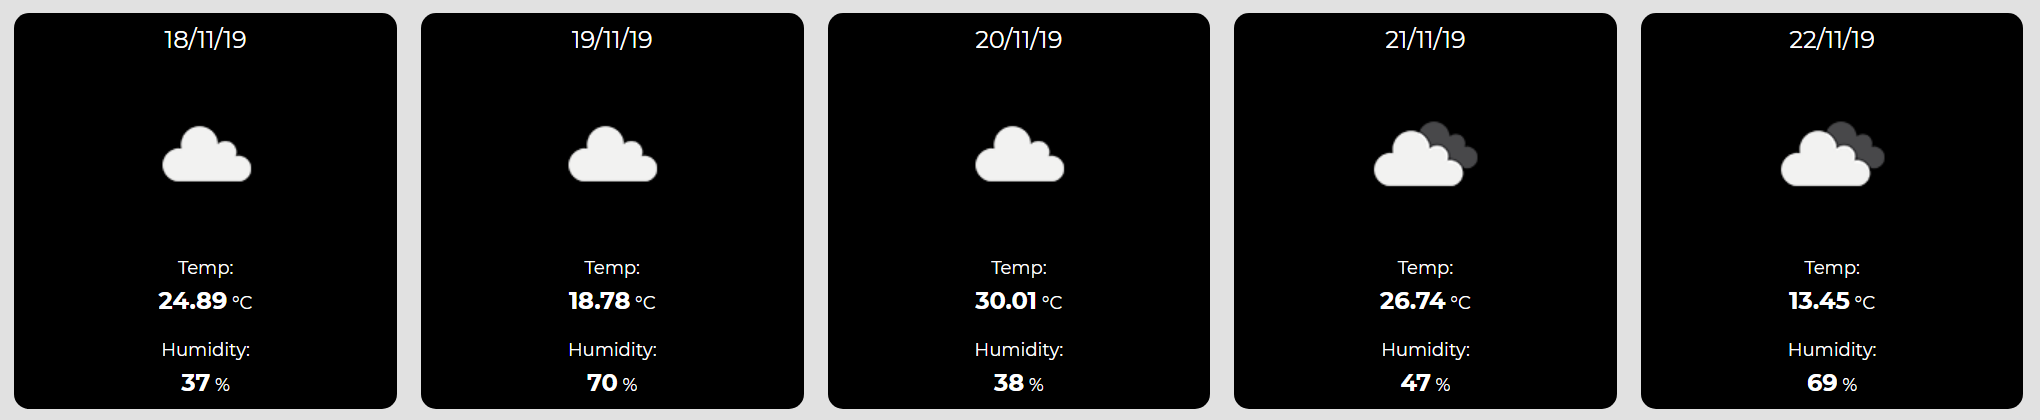 18/11/19
Temp:
24.89 °C
Humidity:
37 %
19/11/19
Temp:
18.78 °C
Humidity:
70 %
20/11/19
Temp:
30.01 °C
Humidity:
38 %
21/11/19
Temp:
26.74 °C
Humidity:
47 %
22/11/19
Temp:
13.45 °C
Humidity:
69 %